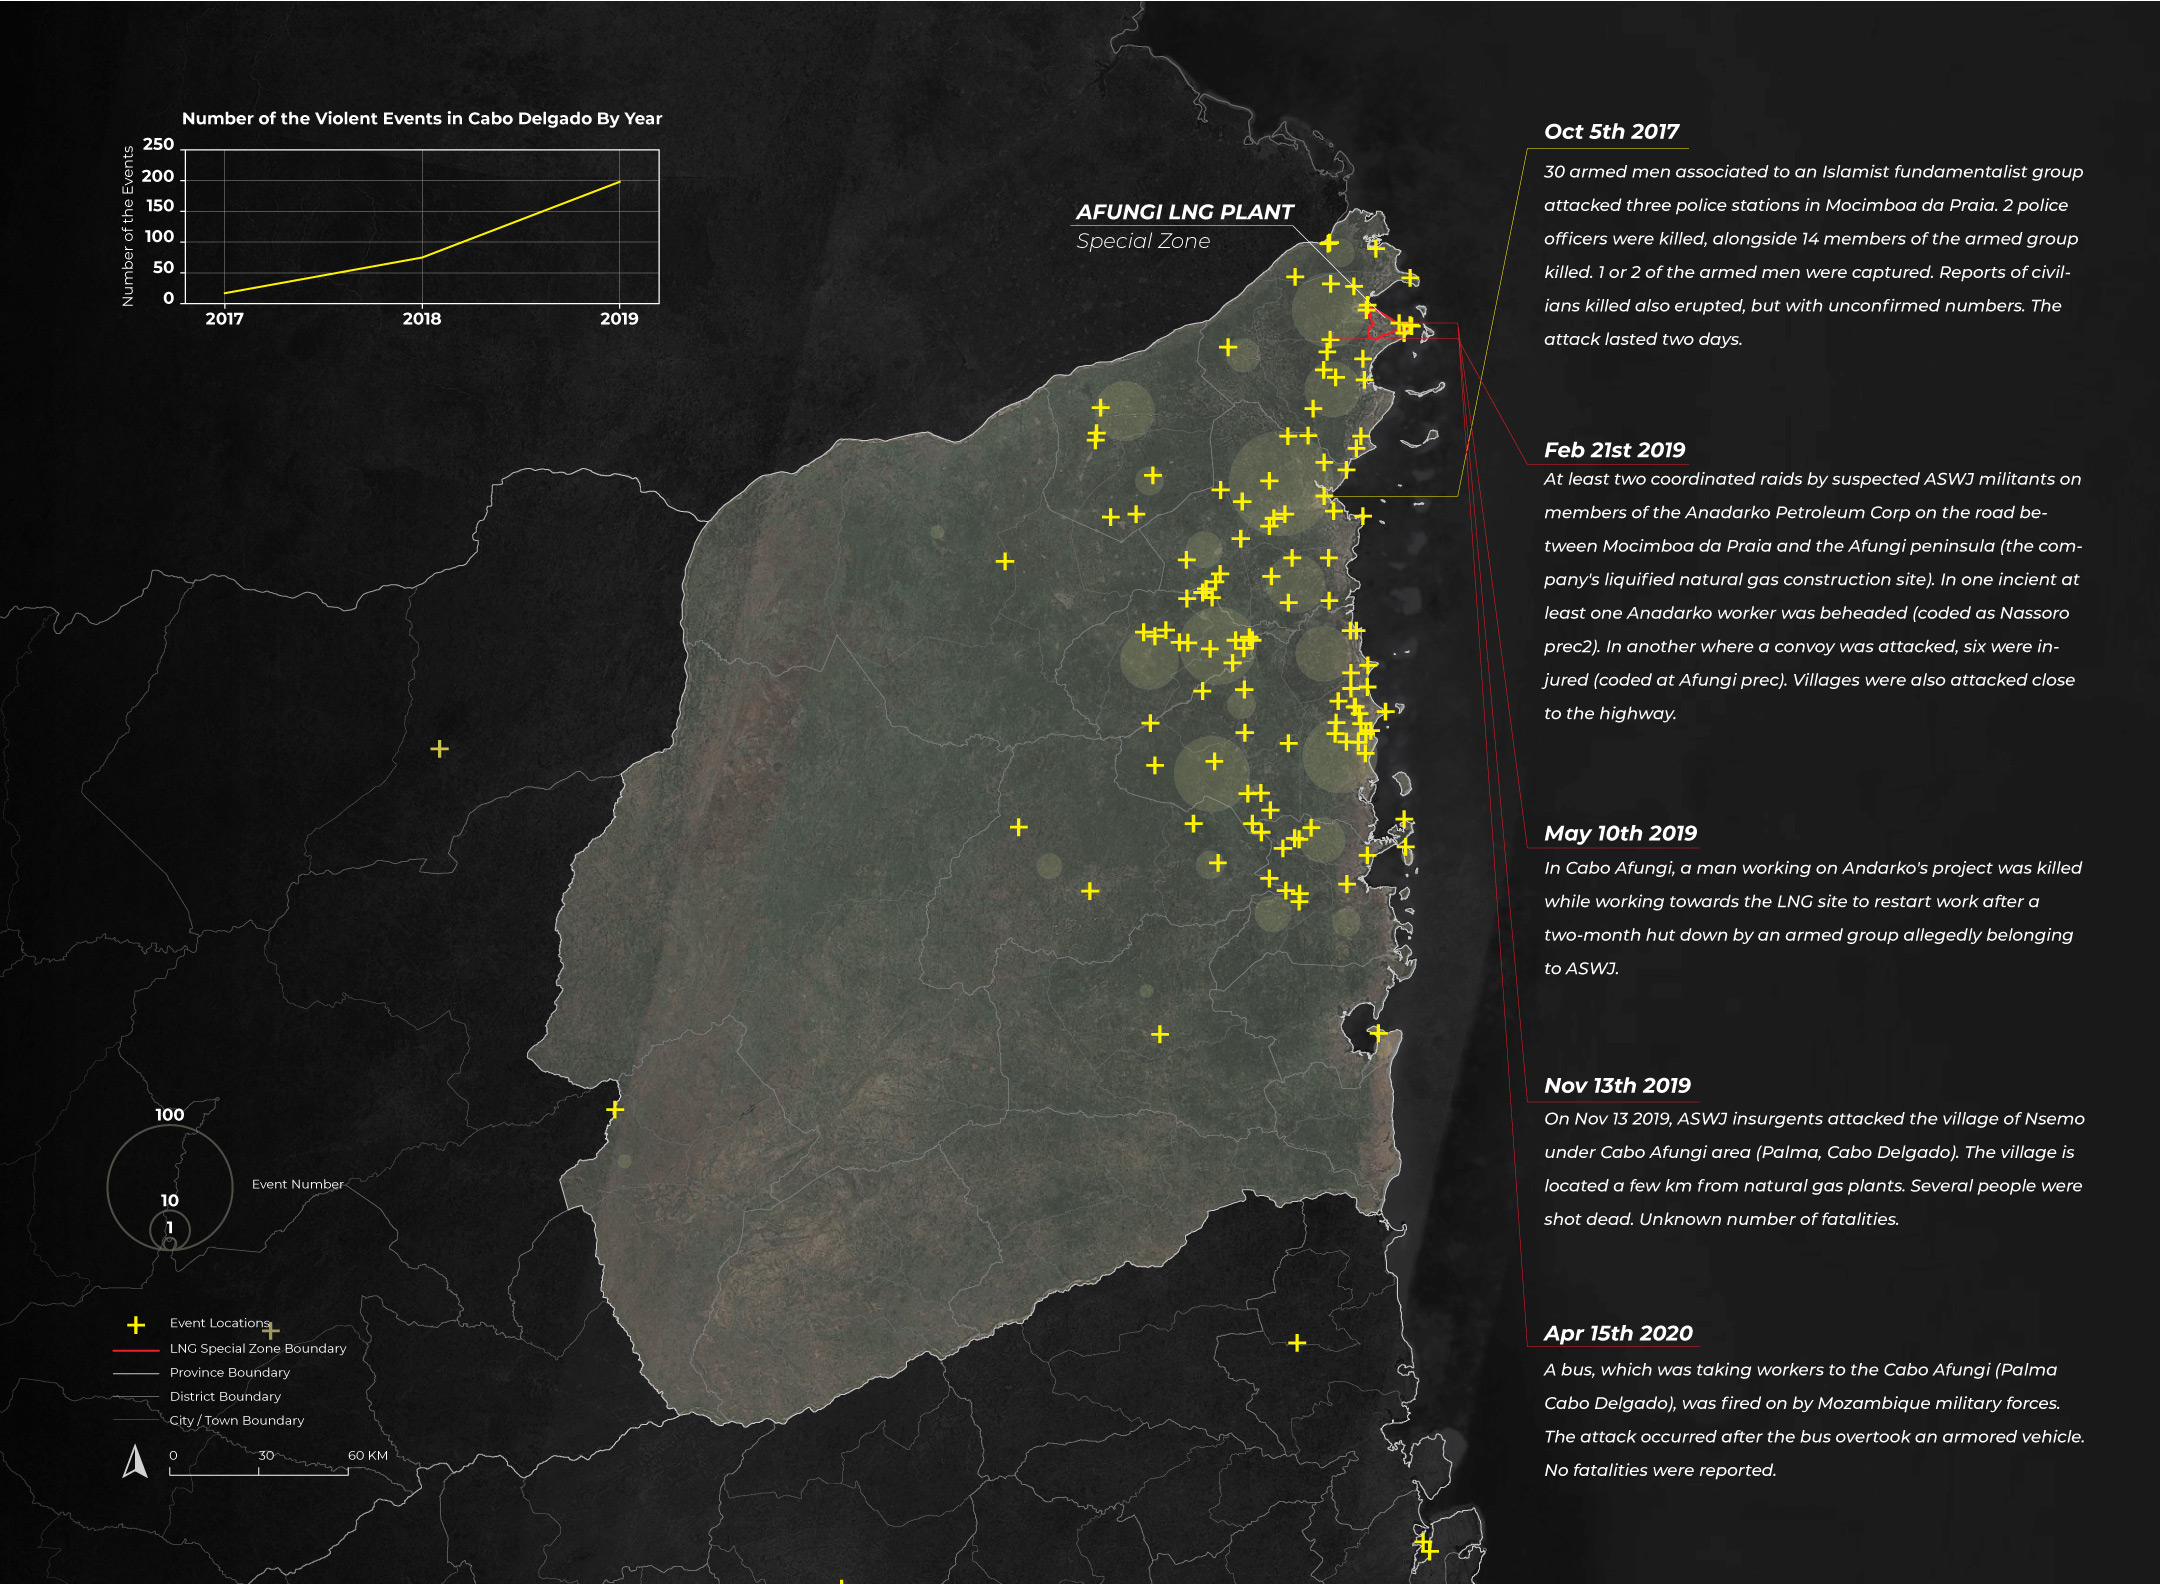 Number of the Violent Events in Cabo Delgado By Year
Number of the Events
250
200
150
100
50
0
2017
2018
2019
AFUNGI LNG PLANT
Special Zone
Oct 5th 2017
30 armed men associated to an Islamist fundamentalist group
attacked three police stations in Mocimboa da Praia. 2 police
officers were killed, alongside 14 members of the armed group
killed. 1 or 2 of the armed men were captured. Reports of civil-
ians killed also erupted, but with unconfirmed numbers. The
attack lasted two days.
Feb 21st 2019
At least two coordinated raids by suspected ASWJ militants on
members of the Anadarko Petroleum Corp on the road be-
tween Mocimboa da Praia and the Afungi peninsula (the com-
pany's liquified natural gas construction site). In one incient at
least one Anadarko worker was beheaded (coded as Nassoro
prec2). In another where a convoy was attacked, six were in-
jured (coded at Afungi prec). Villages were also attacked close
to the highway.
May 10th 2019
In Cabo Afungi, a man working on Andarko's project was killed
while working towards the LNG site to restart work after a
two-month hut down by an armed group allegedly belonging
to ASWJ.
Nov 13th 2019
On Nov 13 2019, ASWJ insurgents attacked the village of Nsemo
under Cabo Afungi area (Palma, Cabo Delgado). The village is
located a few km from natural gas plants. Several people were
shot dead. Unknown number of fatalities.
Apr 15th 2020
A bus, which was taking workers to the Cabo Afungi (Palma
Cabo Delgado), was fired on by Mozambique military forces.
The attack occurred after the bus overtook an armored vehicle.
No fatalities were reported.
100
10
1
Event Number
Event Locations
LNG Special Zone Boundary
Province Boundary
District Boundary
City / Town Boundary
0
30
60 KM